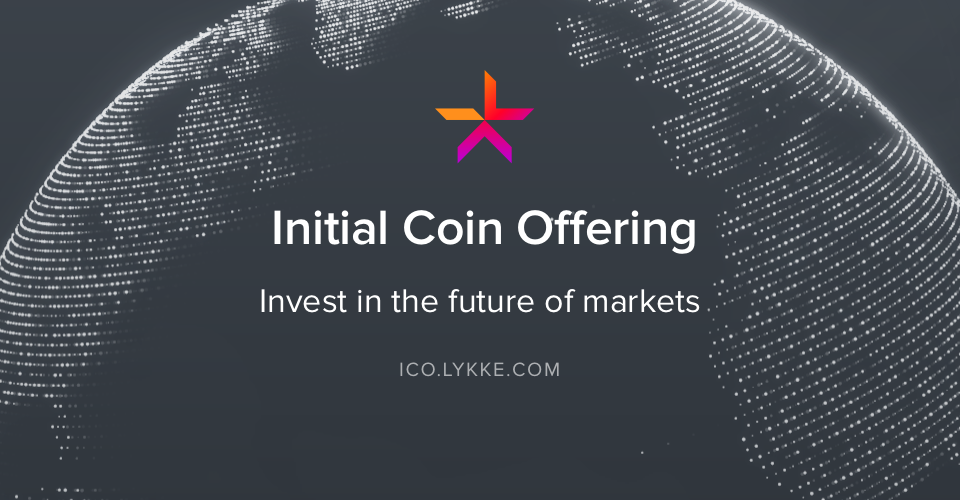 Initial Coin Offering
Invest in the future of markets
ICO.LYKKE.COM